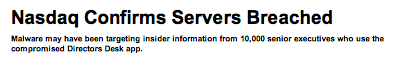 Nasdaq Confirms Servers Breached
Malware may have been targeting insider information from 10,000 senior executives who use the
compromised Directors Desk app.